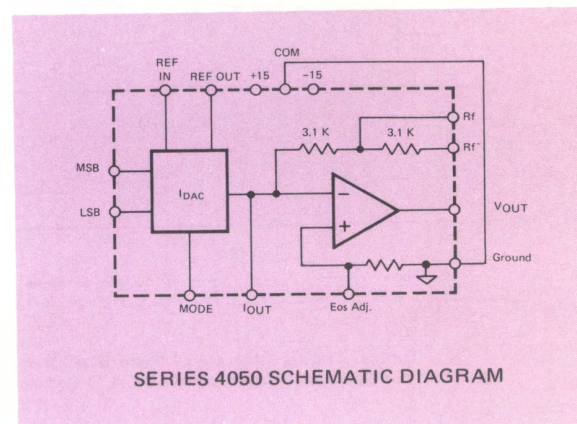 COM
REF IN
REF OUT
+15
-15
3.1 K
3.1 K
Rf
Rf'
MSB
LSB
IDAC
−
+
VOUT
Ground
MODE
IOUT
Eos Adj.
SERIES 4050 SCHEMATIC DIAGRAM